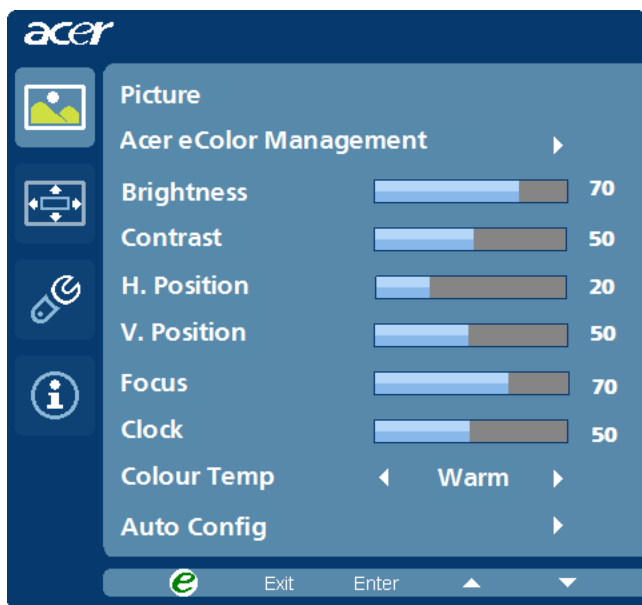 acer
Picture
Acer eColor Management
Brightness 70
Contrast 50
H. Position 20
V. Position 50
Focus 70
Clock 50
Colour Temp Warm
Auto Config
e Exit Enter